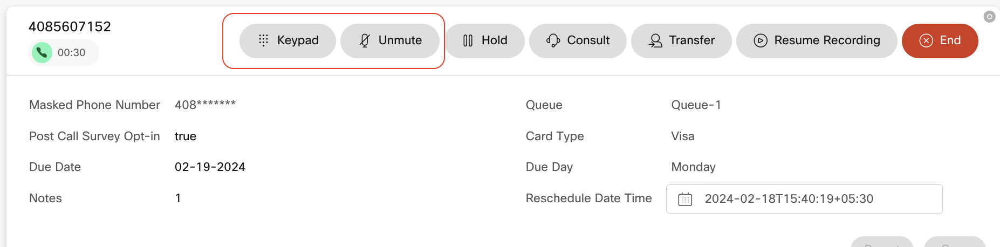 4085607152
00:30
Keypad
Unmute
Hold
Consult
Transfer
Resume Recording
End
Masked Phone Number 408*******
Queue Queue-1
Post Call Survey Opt-in true
Card Type Visa
Due Date 02-19-2024
Due Day Monday
Notes 1
Reschedule Date Time 2024-02-18T15:40:19+05:30